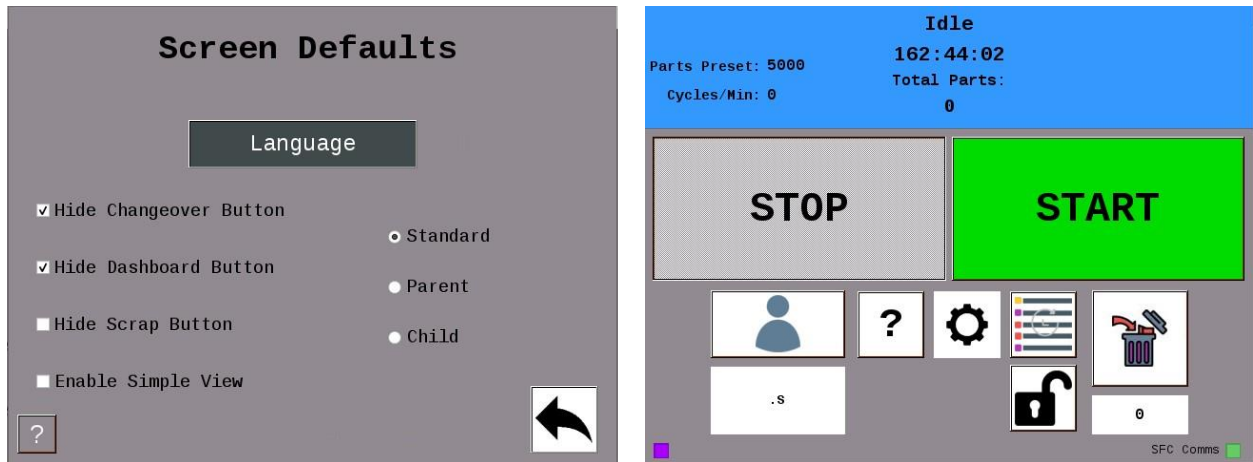 Screen Defaults
Language
Hide Changeover Button
Standard
Hide Dashboard Button
Parent
Hide Scrap Button
Child
Enable Simple View
?
Idle
162:44:02
Parts Preset: 5000
Total Parts:
Cycles/Min: 0
0
STOP
START
?
.s
0
SFC Comms